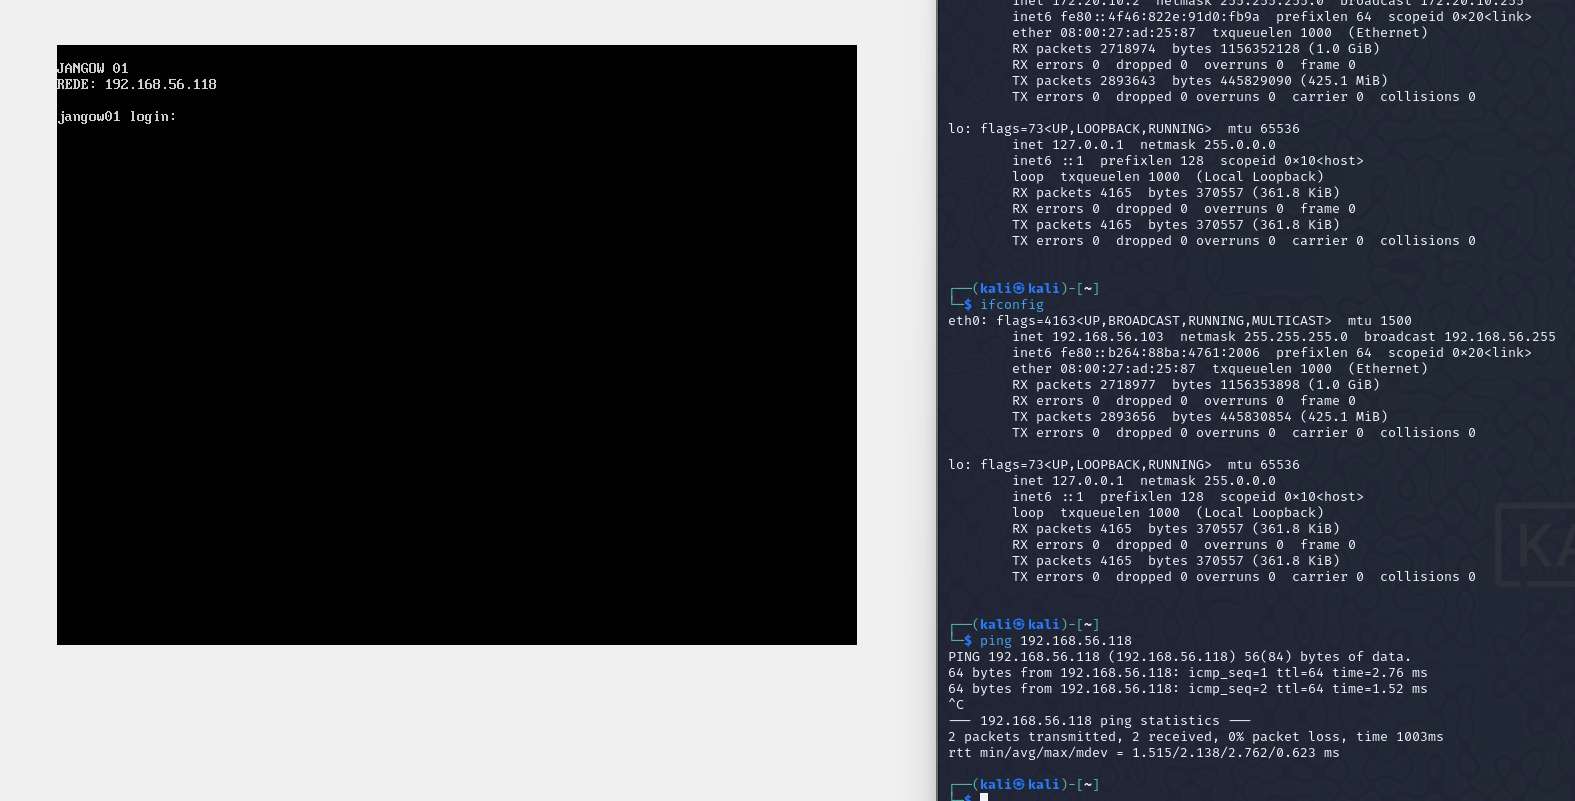 JANGOW 01
REDE: 192.168.56.118
jangow01 login:
inet 172.20.10.2  netmask 255.255.255.0  broadcast 172.20.10.255
inet6 fe80::4f46:822e:91d0:fb9a  prefixlen 64  scopeid 0×20<link>
ether 08:00:27:ad:25:87  txqueuelen 1000  (Ethernet)
RX packets 2718974  bytes 1156352128 (1.0 GiB)
RX errors 0  dropped 0  overruns 0  frame 0
TX packets 2893643  bytes 445829090 (425.1 MiB)
TX errors 0  dropped 0 overruns 0  carrier 0  collisions 0
lo: flags=73<UP,LOOPBACK,RUNNING>  mtu 65536
inet 127.0.0.1  netmask 255.0.0.0
inet6 ::1  prefixlen 128  scopeid 0×10<host>
loop  txqueuelen 1000  (Local Loopback)
RX packets 4165  bytes 370557 (361.8 KiB)
RX errors 0  dropped 0  overruns 0  frame 0
TX packets 4165  bytes 370557 (361.8 KiB)
TX errors 0  dropped 0 overruns 0  carrier 0  collisions 0
┌──(kali㉿kali)-[~]
└─$ ifconfig
eth0: flags=4163<UP,BROADCAST,RUNNING,MULTICAST>  mtu 1500
inet 192.168.56.103  netmask 255.255.255.0  broadcast 192.168.56.255
inet6 fe80::b264:88ba:4761:2006  prefixlen 64  scopeid 0×20<link>
ether 08:00:27:ad:25:87  txqueuelen 1000  (Ethernet)
RX packets 2718977  bytes 1156353898 (1.0 GiB)
RX errors 0  dropped 0  overruns 0  frame 0
TX packets 2893656  bytes 445830854 (425.1 MiB)
TX errors 0  dropped 0 overruns 0  carrier 0  collisions 0
lo: flags=73<UP,LOOPBACK,RUNNING>  mtu 65536
inet 127.0.0.1  netmask 255.0.0.0
inet6 ::1  prefixlen 128  scopeid 0×10<host>
loop  txqueuelen 1000  (Local Loopback)
RX packets 4165  bytes 370557 (361.8 KiB)
RX errors 0  dropped 0  overruns 0  frame 0
TX packets 4165  bytes 370557 (361.8 KiB)
TX errors 0  dropped 0 overruns 0  carrier 0  collisions 0
KA
┌──(kali㉿kali)-[~]
└─$ ping 192.168.56.118
PING 192.168.56.118 (192.168.56.118) 56(84) bytes of data.
64 bytes from 192.168.56.118: icmp_seq=1 ttl=64 time=2.76 ms
64 bytes from 192.168.56.118: icmp_seq=2 ttl=64 time=1.52 ms
^C
--- 192.168.56.118 ping statistics ---
2 packets transmitted, 2 received, 0% packet loss, time 1003ms
rtt min/avg/max/mdev = 1.515/2.138/2.762/0.623 ms
┌──(kali㉿kali)-[~]
└─$